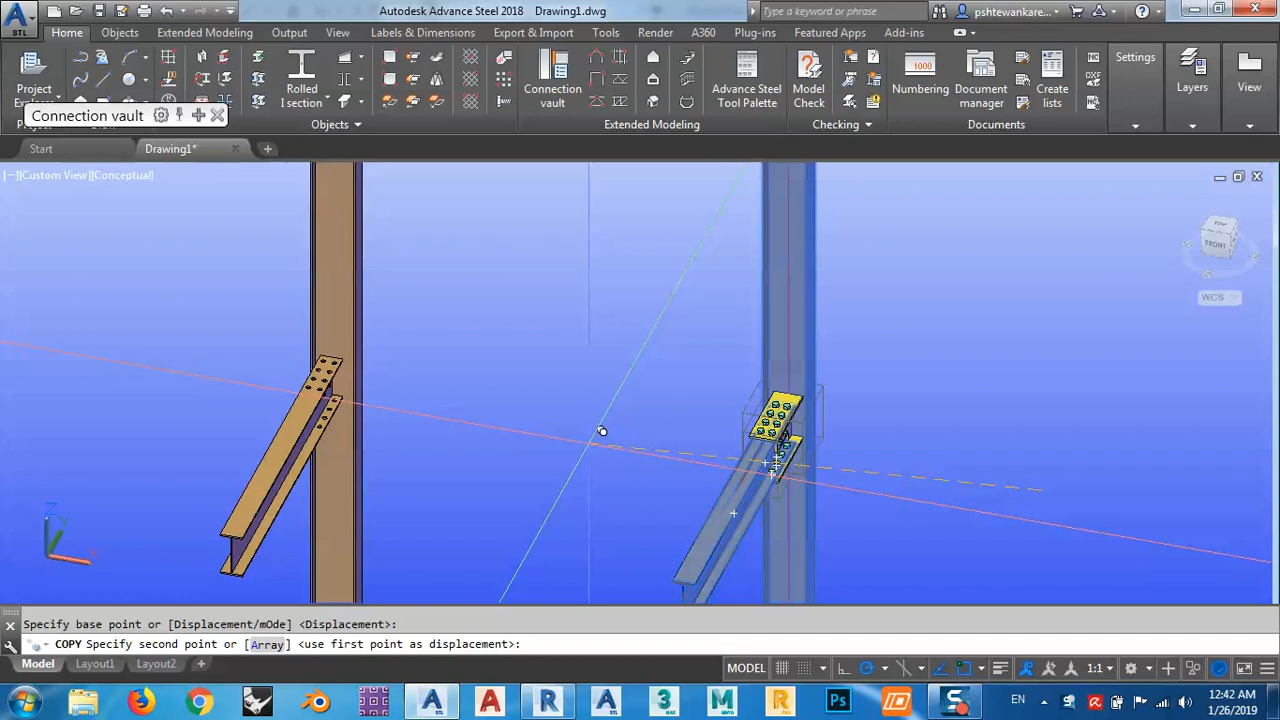 Autodesk Advance Steel 2018 Drawing1.dwg
Type a keyword or phrase
pshtewankare...
STL
Home Objects Extended Modeling Output View Labels & Dimensions Export & Import Tools Render A360 Plug-ins Featured Apps Add-ins
Project
Rolled
I section
Connection
vault
Advance Steel
Tool Palette
Model
Check
1000
Numbering
Document
manager
Create
lists
Settings
Layers
View
Connection vault
Objects Extended Modeling Checking Documents
Start Drawing1*
[−][Custom View][Conceptual]
TOP
FRONT
WCS
Z
Y
X
Specify base point or [Displacement/mOde] <Displacement>:
COPY Specify second point or [Array] <use first point as displacement>:
Model Layout1 Layout2
MODEL 1:1
EN
12:42 AM
1/26/2019